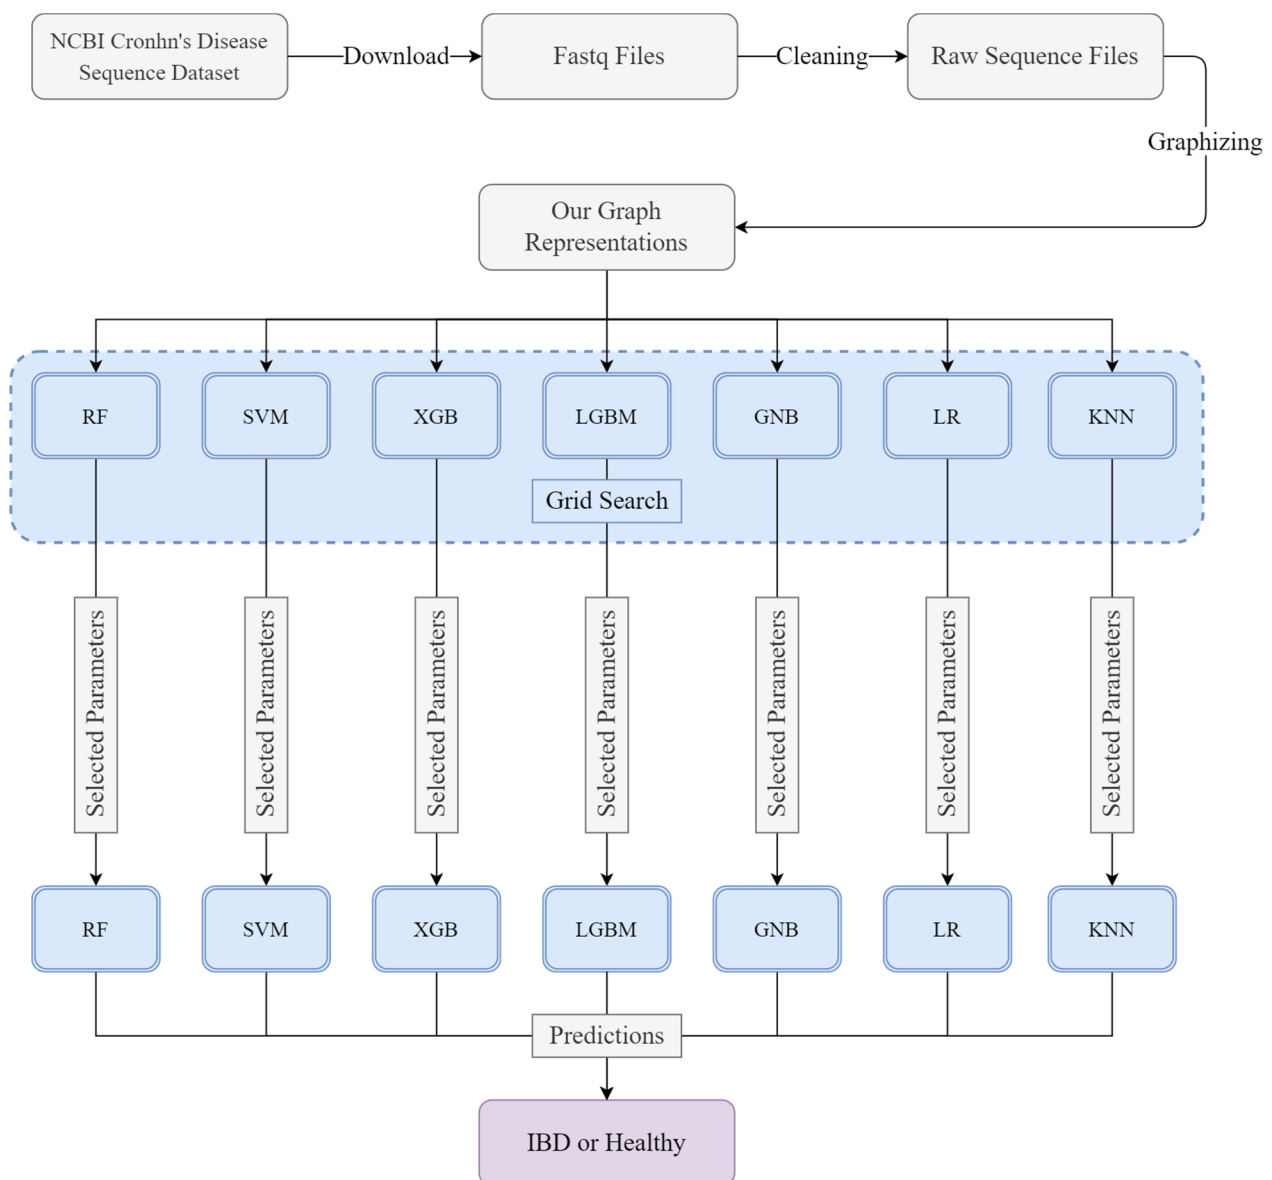 NCBI Cronhn's Disease
Sequence Dataset
Download
Fastq Files
Cleaning
Raw Sequence Files
Graphizing
Our Graph
Representations
RF
SVM
XGB
LGBM
GNB
LR
KNN
Grid Search
Selected Parameters
Selected Parameters
Selected Parameters
Selected Parameters
Selected Parameters
Selected Parameters
Selected Parameters
RF
SVM
XGB
LGBM
GNB
LR
KNN
Predictions
IBD or Healthy